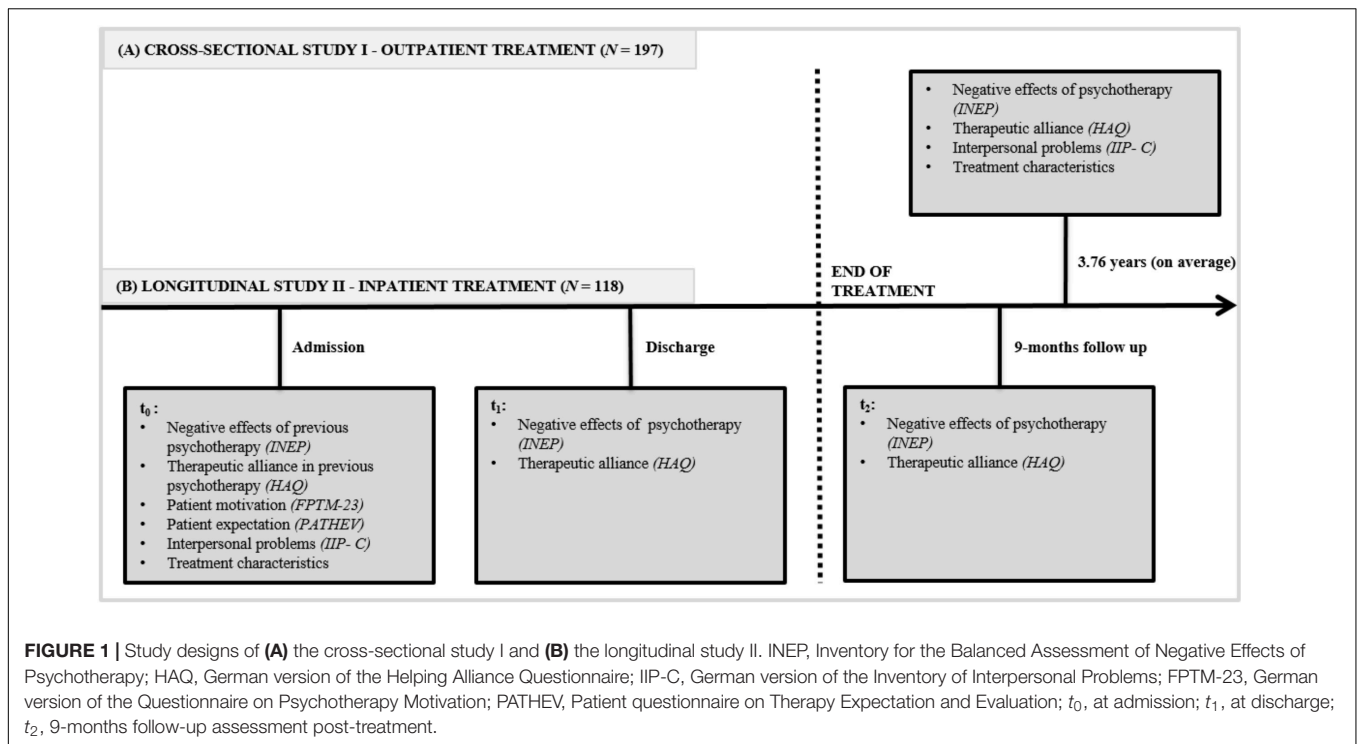 (A) CROSS-SECTIONAL STUDY I - OUTPATIENT TREATMENT (N = 197)
• Negative effects of psychotherapy
(INEP)
• Therapeutic alliance (HAQ)
• Interpersonal problems (IIP- C)
• Treatment characteristics
3.76 years (on average)
(B) LONGITUDINAL STUDY II - INPATIENT TREATMENT (N = 118)
END OF
TREATMENT
Admission
Discharge
9-months follow up
t0 :
• Negative effects of previous
psychotherapy (INEP)
• Therapeutic alliance in previous
psychotherapy (HAQ)
• Patient motivation (FPTM-23)
• Patient expectation (PATHEV)
• Interpersonal problems (IIP- C)
• Treatment characteristics
t1:
• Negative effects of psychotherapy
(INEP)
• Therapeutic alliance (HAQ)
t2:
• Negative effects of psychotherapy
(INEP)
• Therapeutic alliance (HAQ)
FIGURE 1 | Study designs of (A) the cross-sectional study I and (B) the longitudinal study II. INEP, Inventory for the Balanced Assessment of Negative Effects of
Psychotherapy; HAQ, German version of the Helping Alliance Questionnaire; IIP-C, German version of the Inventory of Interpersonal Problems; FPTM-23, German
version of the Questionnaire on Psychotherapy Motivation; PATHEV, Patient questionnaire on Therapy Expectation and Evaluation; t0, at admission; t1, at discharge;
t2, 9-months follow-up assessment post-treatment.